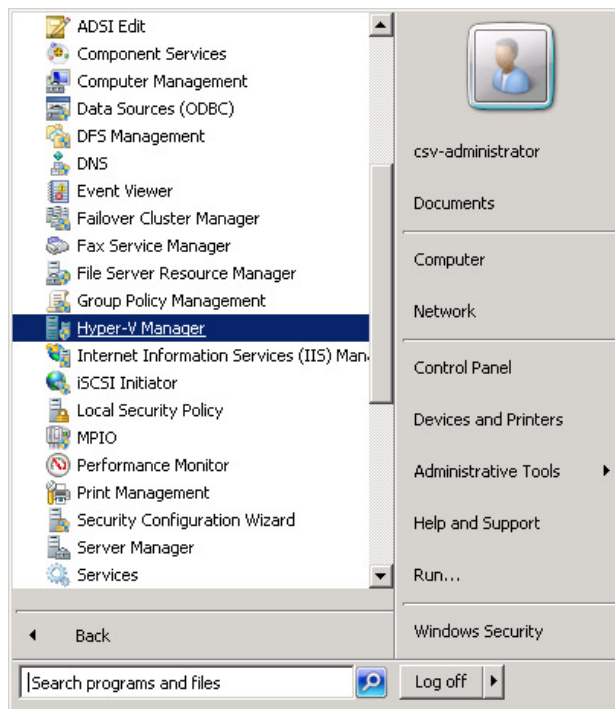 ADSI Edit
Component Services
Computer Management
Data Sources (ODBC)
DFS Management
DNS
Event Viewer
Failover Cluster Manager
Fax Service Manager
File Server Resource Manager
Group Policy Management
Hyper-V Manager
Internet Information Services (IIS) Man
iSCSI Initiator
Local Security Policy
MPIO
Performance Monitor
Print Management
Security Configuration Wizard
Server Manager
Services
Back
Search programs and files
csv-administrator
Documents
Computer
Network
Control Panel
Devices and Printers
Administrative Tools
Help and Support
Run...
Windows Security
Log off